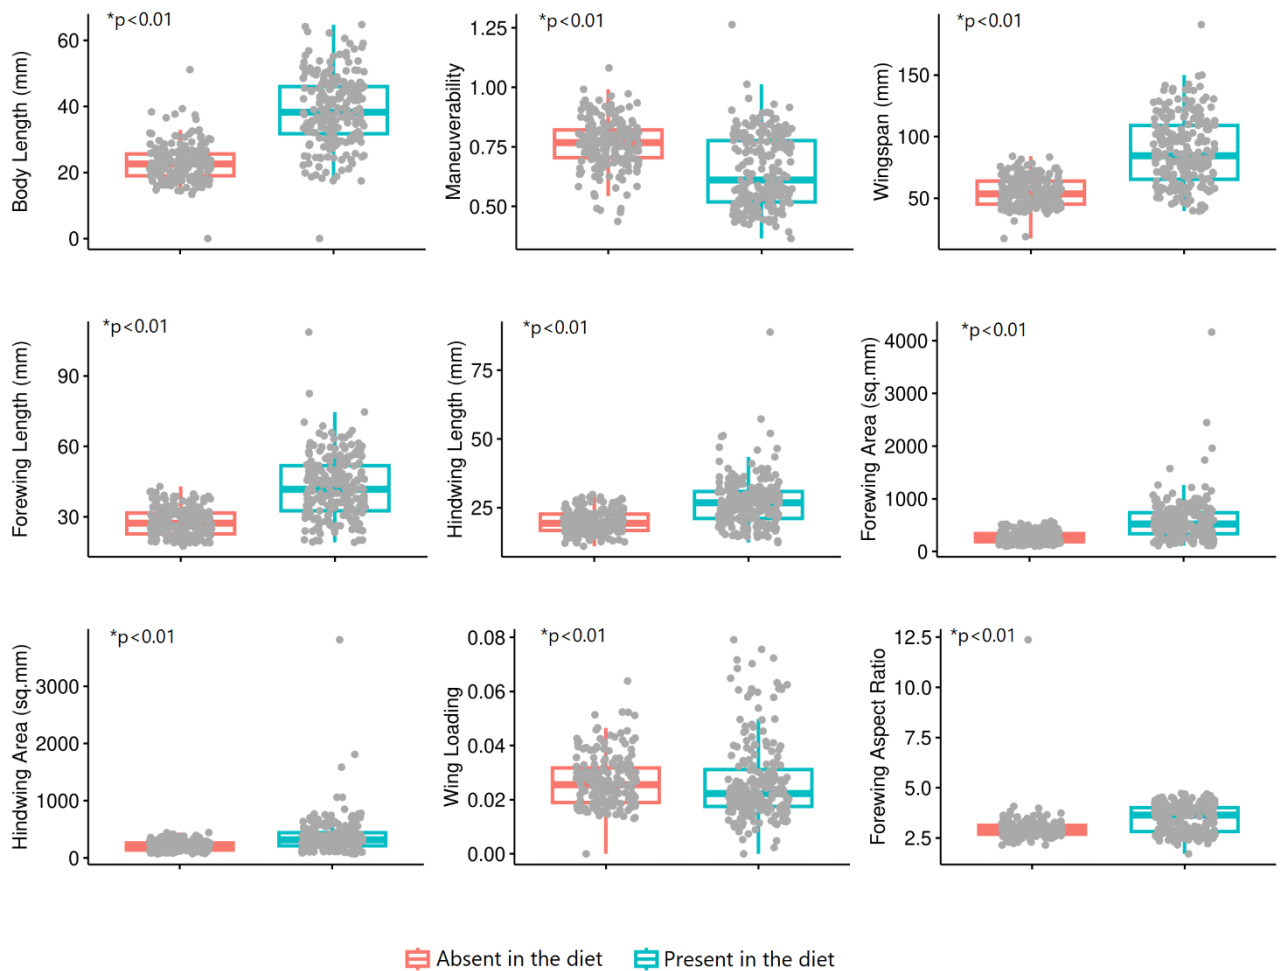 *p<0.01
Body Length (mm)
60
40
20
0
*p<0.01
Maneuverability
1.25
1.00
0.75
0.50
*p<0.01
Wingspan (mm)
150
100
50
*p<0.01
Forewing Length (mm)
90
60
30
*p<0.01
Hindwing Length (mm)
75
50
25
*p<0.01
Forewing Area (sq.mm)
4000
3000
2000
1000
0
*p<0.01
Hindwing Area (sq.mm)
3000
2000
1000
0
*p<0.01
Wing Loading
0.08
0.06
0.04
0.02
0.00
*p<0.01
Forewing Aspect Ratio
12.5
10.0
7.5
5.0
2.5
Absent in the diet
Present in the diet